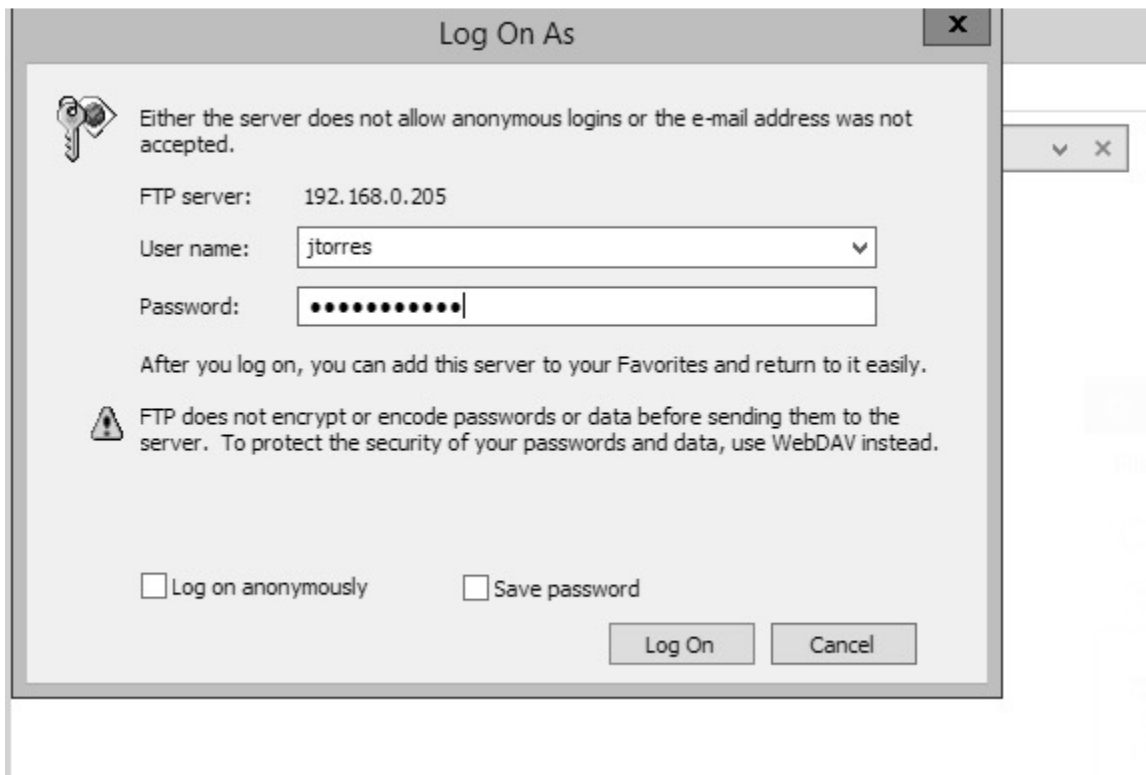 Log On As
x
Either the server does not allow anonymous logins or the e-mail address was not
accepted.
FTP server: 192.168.0.205
User name: jtorres
Password: ●●●●●●●●●●●
After you log on, you can add this server to your Favorites and return to it easily.
FTP does not encrypt or encode passwords or data before sending them to the
server. To protect the security of your passwords and data, use WebDAV instead.
Log on anonymously Save password
Log On Cancel